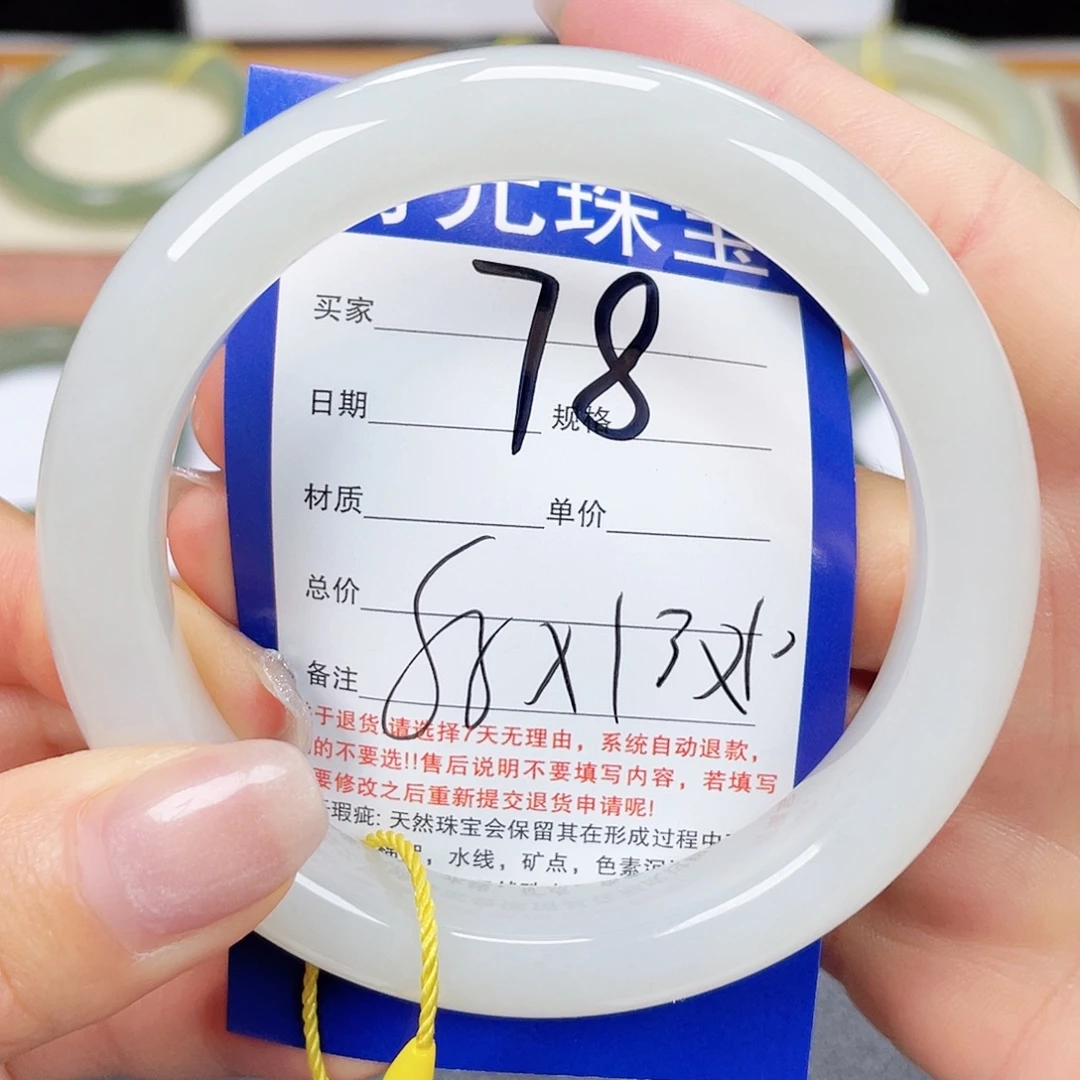 元珠宝
78
买家
日期 规格
材质 单价
总价
58x13x
备注
于退货,请选择7天无理由，系统自动退款，
的不要选!!售后说明不要填写内容，若填写
要修改之后重新提交退货申请呢!
瑕疵: 天然珠宝会保留其在形成过程中
，水线，矿点，色素沉